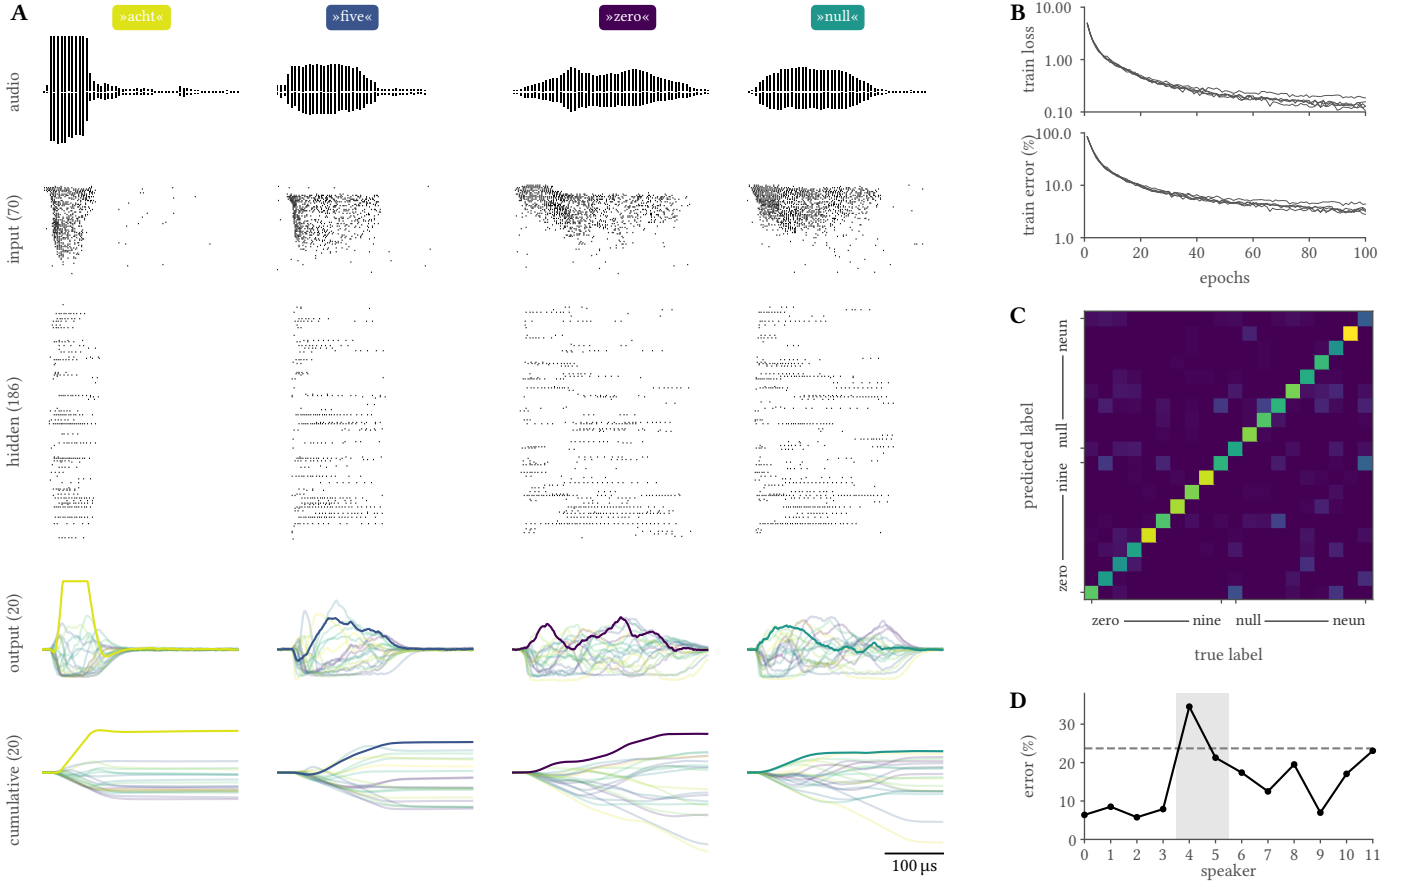 A
»acht«
»five«
»zero«
»null«
audio
input (70)
hidden (186)
output (20)
cumulative (20)
100 µs
B
10.00
1.00
0.10
train loss
100.0
10.0
1.0
train error (%)
0 20 40 60 80 100
epochs
C
neun
null
nine
zero
predicted label
zero nine null neun
true label
D
30
20
10
0
error (%)
0 1 2 3 4 5 6 7 8 9 10 11
speaker